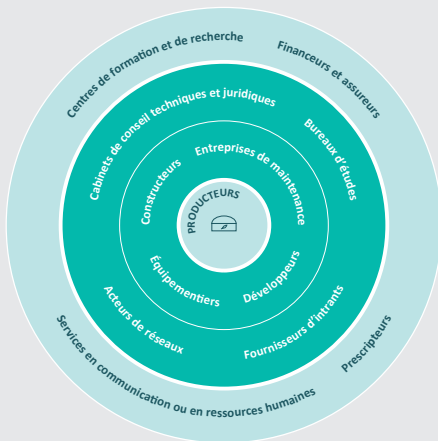 Centres de formation et de recherche
Financeurs et assureurs
Cabinets de conseil techniques et juridiques
Bureaux d'études
Entreprises de maintenance
Constructeurs
PRODUCTEURS
Équipementiers
Développeurs
Acteurs de réseaux
Fournisseurs d'intrants
Prescripteurs
Services en communication ou en ressources humaines